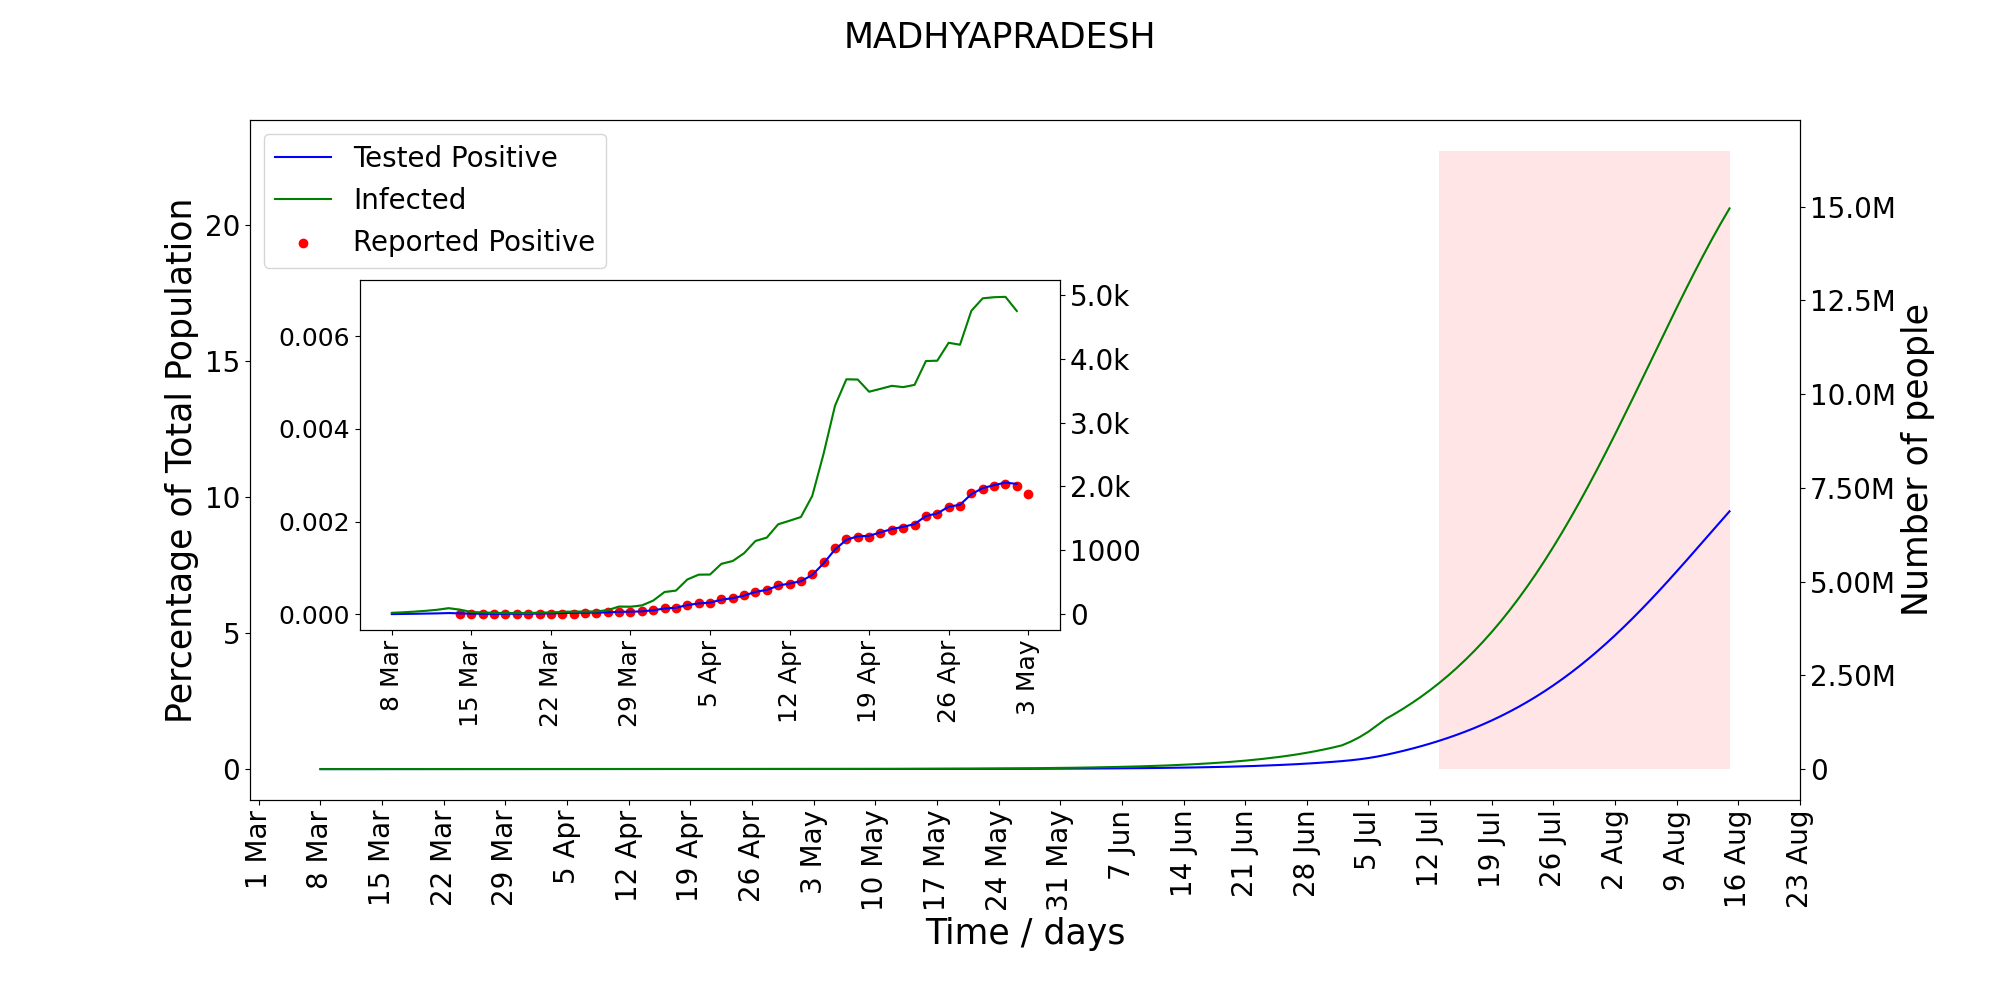 MADHYAPRADESH
Tested Positive
Infected
Reported Positive
Percentage of Total Population
20
15
10
5
0
0.006
0.004
0.002
0.000
5.0k
4.0k
3.0k
2.0k
1000
0
8 Mar
15 Mar
22 Mar
29 Mar
5 Apr
12 Apr
19 Apr
26 Apr
3 May
15.0M
12.5M
10.0M
7.50M
5.00M
2.50M
0
Number of people
1 Mar
8 Mar
15 Mar
22 Mar
29 Mar
5 Apr
12 Apr
19 Apr
26 Apr
3 May
10 May
17 May
24 May
31 May
7 Jun
14 Jun
21 Jun
28 Jun
5 Jul
12 Jul
19 Jul
26 Jul
2 Aug
9 Aug
16 Aug
23 Aug
Time / days